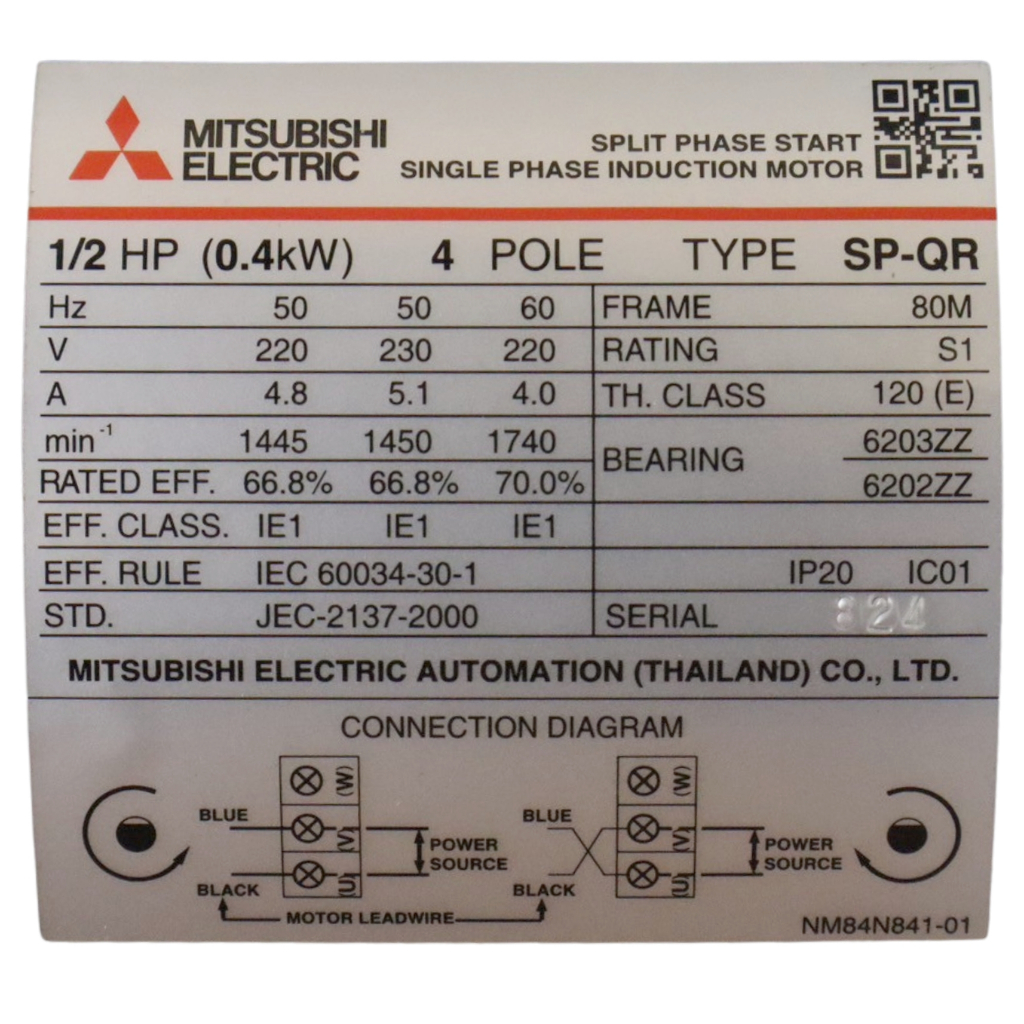 MITSUBISHI
ELECTRIC
SPLIT PHASE START
SINGLE PHASE INDUCTION MOTOR
1/2 HP (0.4kW) 4 POLE TYPE SP-QR
Hz 50 50 60 FRAME 80M
V 220 230 220 RATING S1
A 4.8 5.1 4.0 TH. CLASS 120 (E)
min⁻¹ 1445 1450 1740 BEARING 6203ZZ
RATED EFF. 66.8% 66.8% 70.0% 6202ZZ
EFF. CLASS. IE1 IE1 IE1
EFF. RULE IEC 60034-30-1 IP20 IC01
STD. JEC-2137-2000 SERIAL 824
MITSUBISHI ELECTRIC AUTOMATION (THAILAND) CO., LTD.
CONNECTION DIAGRAM
(W) (W)
BLUE (V) BLUE (V)
POWER SOURCE POWER SOURCE
BLACK (U) BLACK (U)
MOTOR LEADWIRE
NM84N841-01